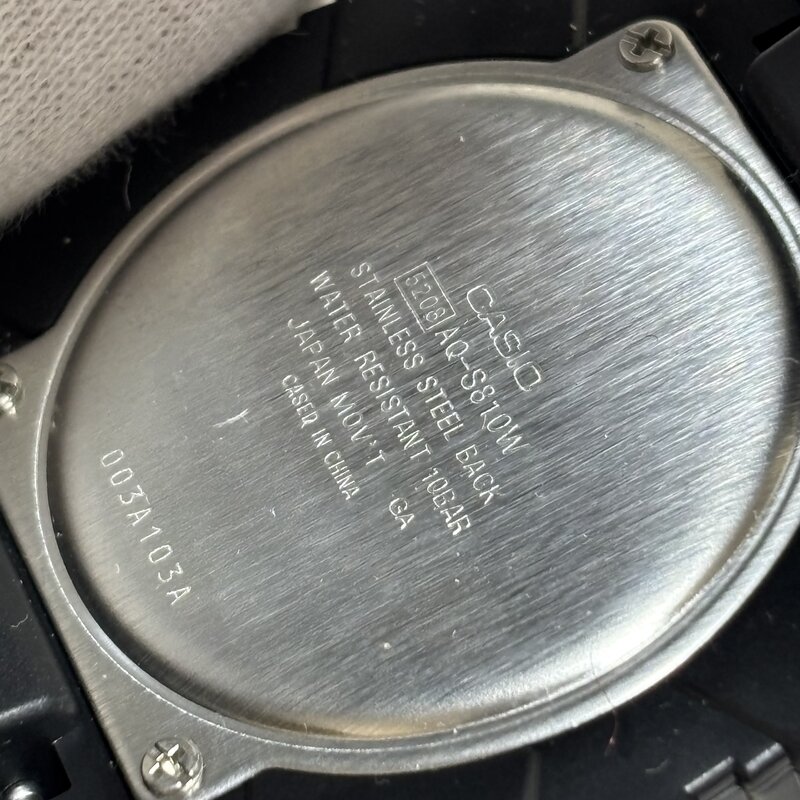 CASIO
5208 AQ-S810W
STAINLESS STEEL BACK
WATER RESISTANT 10BAR
JAPAN MOV'T GA
CASED IN CHINA
003A103A